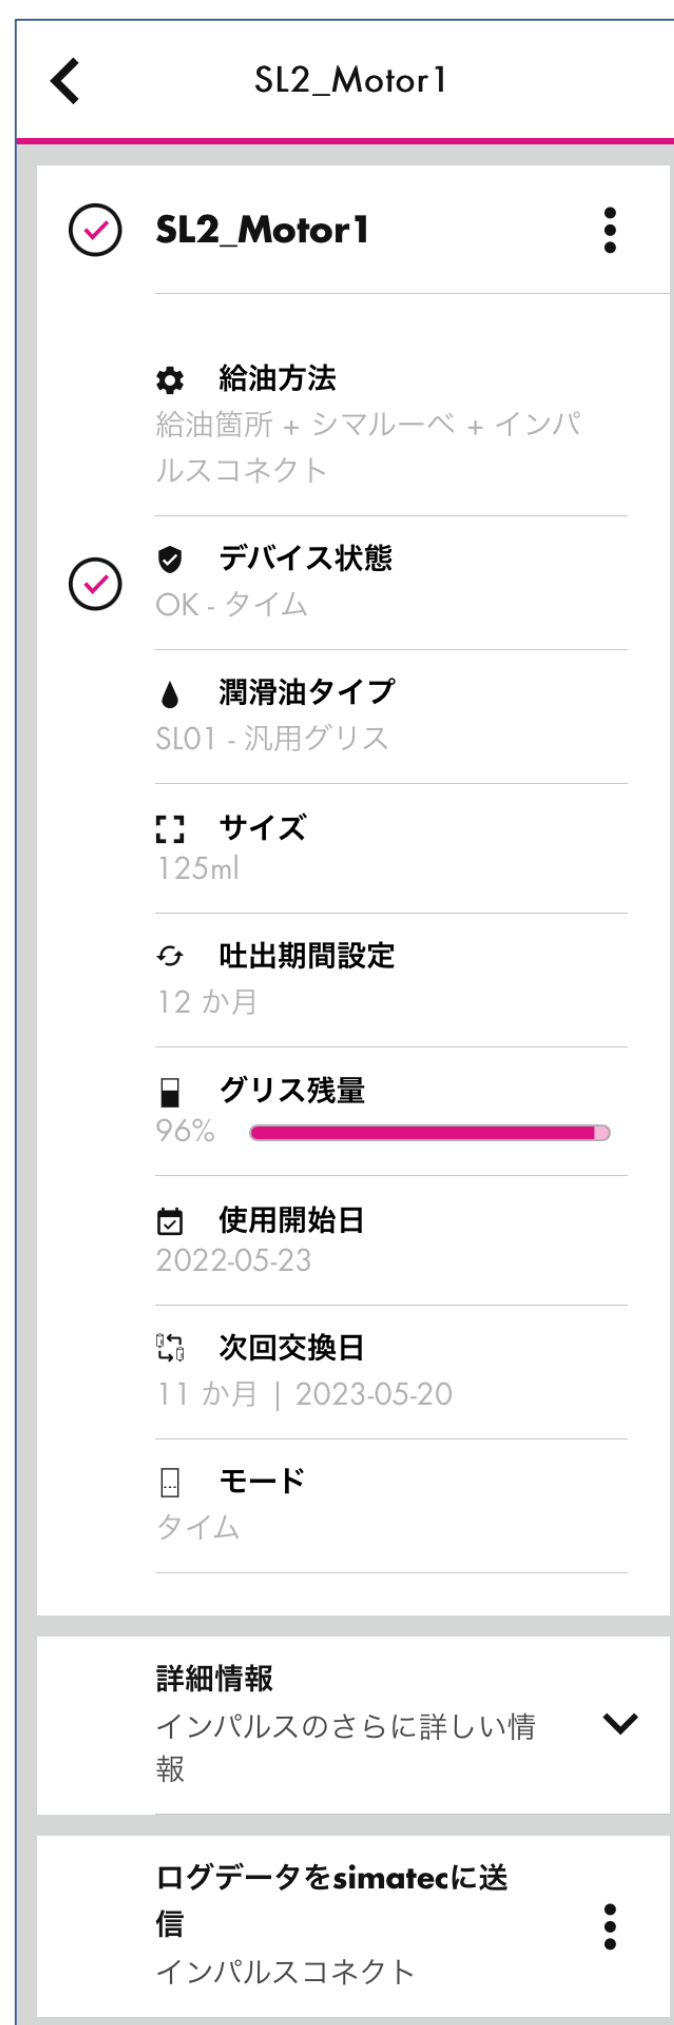 SL2_Motor1
SL2_Motor1
給油方法
給油箇所 + シマルーベ + インパ
ルスコネクト
デバイス状態
OK - タイム
潤滑油タイプ
SL01 - 汎用グリス
サイズ
125ml
吐出期間設定
12 か月
グリス残量
96%
使用開始日
2022-05-23
次回交換日
11 か月 | 2023-05-20
モード
タイム
詳細情報
インパルスのさらに詳しい情
報
ログデータをsimatecに送
信
インパルスコネクト